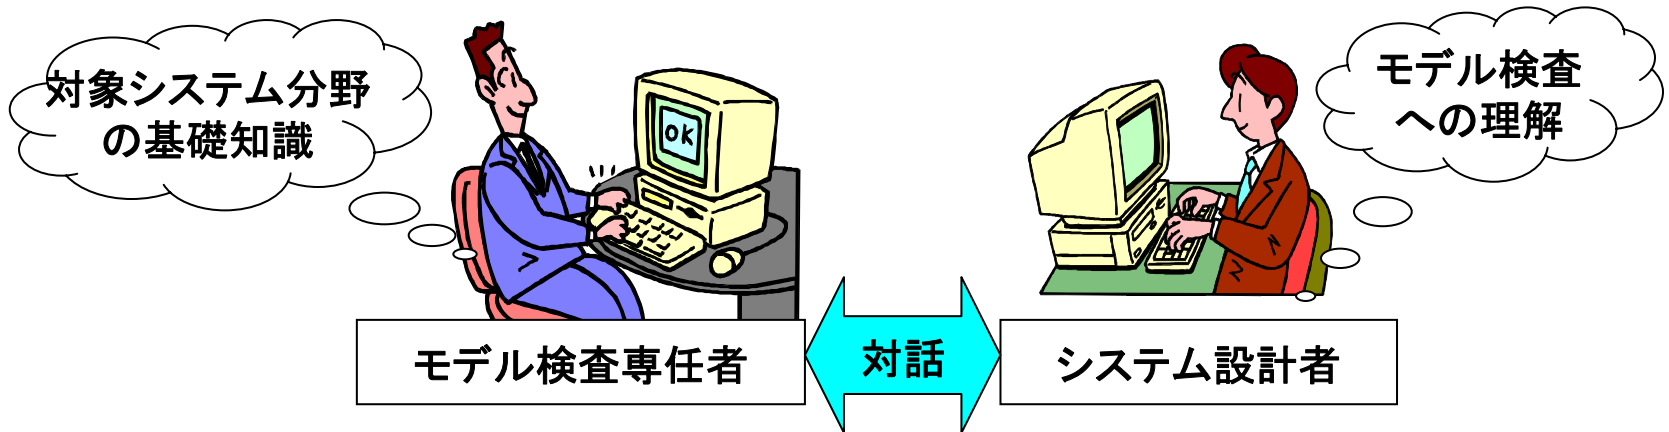 対象システム分野
の基礎知識
ok
モデル検査
への理解
モデル検査専任者
対話
システム設計者